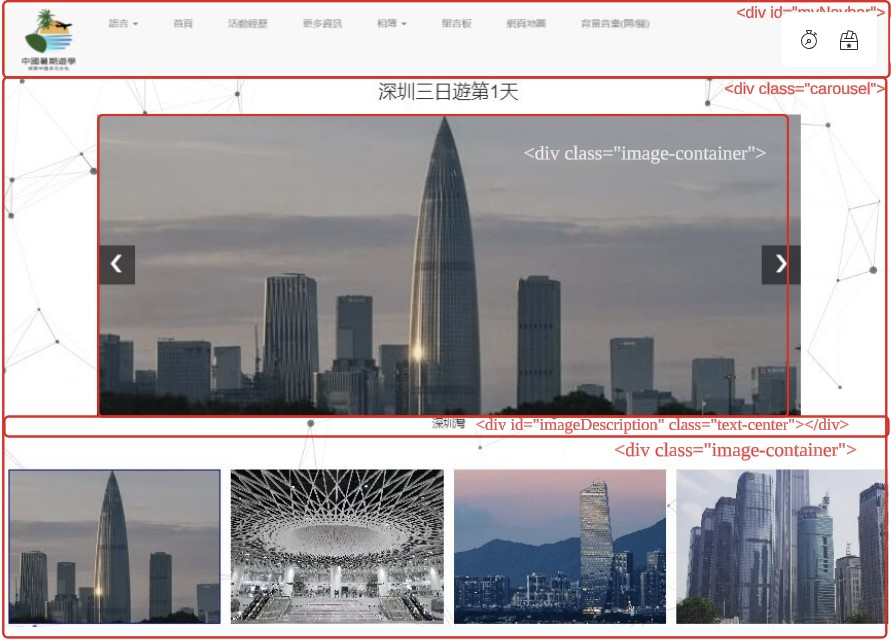 <div id="myNavbar">
語言 首頁 活動經歷 更多資訊 相簿 留言板 網頁地圖 背景音樂(開/關)
中國暑期遊學
<div class="carousel">
深圳三日遊第1天
<div class="image-container">
❮ ❯
深圳灣 <div id="imageDescription" class="text-center"></div>
<div class="image-container">